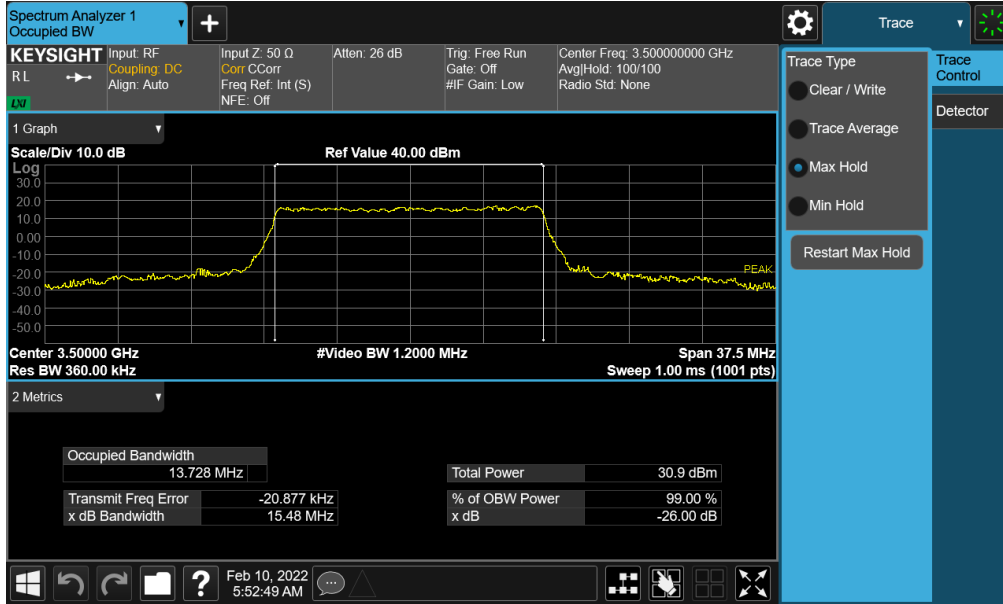 Spectrum Analyzer 1
Occupied BW
+
Trace
KEYSIGHT
RL
LXI
Input: RF
Coupling: DC
Align: Auto
Input Z: 50 Ω
Corr CCorr
Freq Ref: Int (S)
NFE: Off
Atten: 26 dB
Trig: Free Run
Gate: Off
#IF Gain: Low
Center Freq: 3.500000000 GHz
Avg|Hold: 100/100
Radio Std: None
Trace Type
Clear / Write
Trace Average
Max Hold
Min Hold
Restart Max Hold
Trace
Control
Detector
1 Graph
Scale/Div 10.0 dB
Ref Value 40.00 dBm
Log
30.0
20.0
10.0
0.00
-10.0
-20.0
-30.0
-40.0
-50.0
PEAK
Center 3.50000 GHz
#Video BW 1.2000 MHz
Span 37.5 MHz
Res BW 360.00 kHz
Sweep 1.00 ms (1001 pts)
2 Metrics
Occupied Bandwidth
13.728 MHz
Total Power 30.9 dBm
Transmit Freq Error -20.877 kHz
% of OBW Power 99.00 %
x dB Bandwidth 15.48 MHz
x dB -26.00 dB
?
Feb 10, 2022
5:52:49 AM